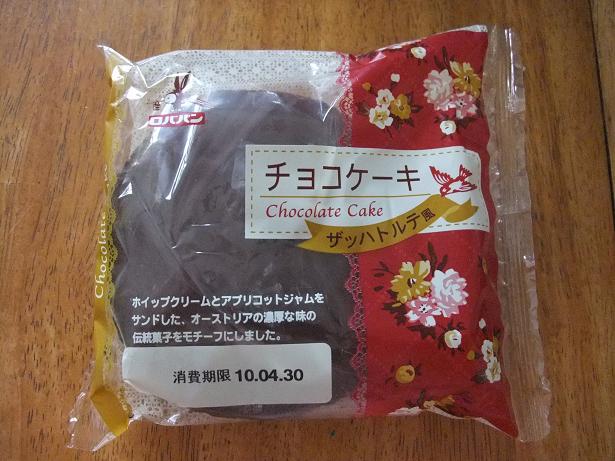 ロバパン
チョコケーキ
Chocolate Cake
ザッハトルテ風
ホイップクリームとアプリコットジャムを
サンドした、オーストリアの濃厚な味の
伝統菓子をモチーフにしました。
消費期限 10.04.30
Chocolat